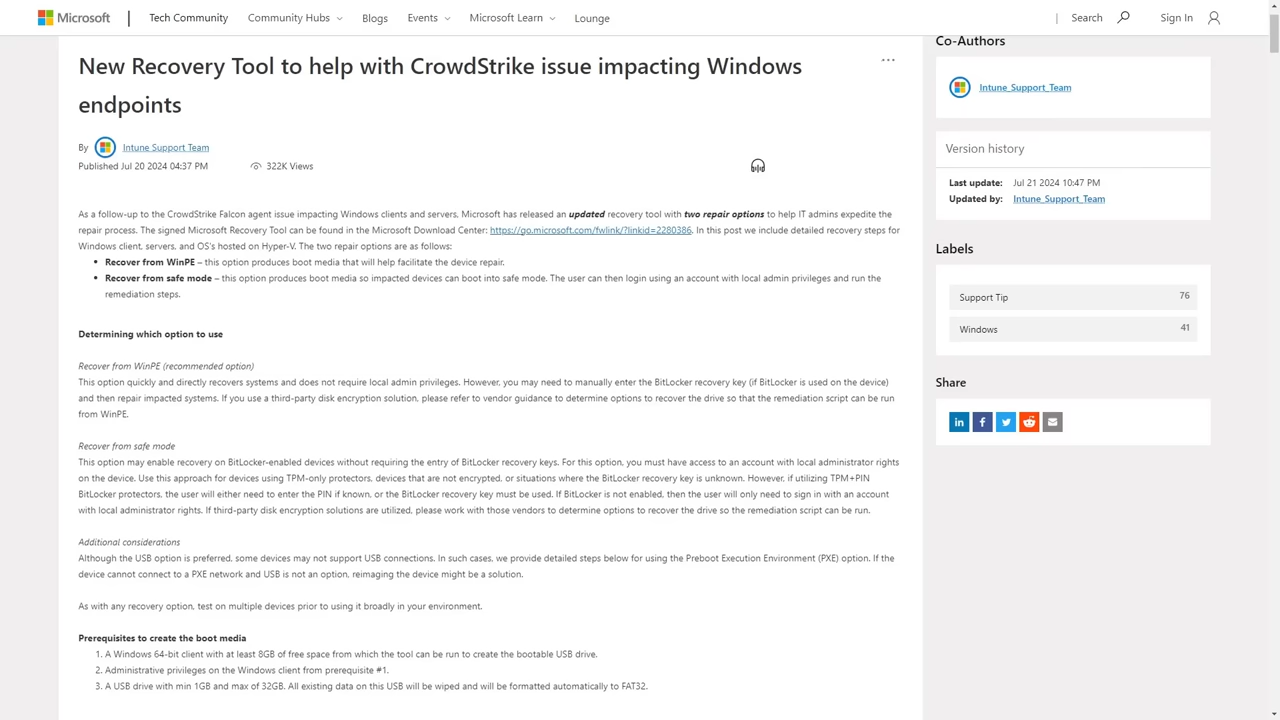 Microsoft
Tech Community
Community Hubs
Blogs
Events
Microsoft Learn
Lounge
Search
Sign In
New Recovery Tool to help with CrowdStrike issue impacting Windows
endpoints
By Intune Support Team
Published Jul 20 2024 04:37 PM 322K Views
As a follow-up to the CrowdStrike Falcon agent issue impacting Windows clients and servers, Microsoft has released an updated recovery tool with two repair options to help IT admins expedite the
repair process. The signed Microsoft Recovery Tool can be found in the Microsoft Download Center: https://go.microsoft.com/fwlink/?linkid=2280386. In this post we include detailed recovery steps for
Windows client, servers, and OS's hosted on Hyper-V. The two repair options are as follows:
• Recover from WinPE – this option produces boot media that will help facilitate the device repair.
• Recover from safe mode – this option produces boot media so impacted devices can boot into safe mode. The user can then login using an account with local admin privileges and run the
remediation steps.
Determining which option to use
Recover from WinPE (recommended option)
This option quickly and directly recovers systems and does not require local admin privileges. However, you may need to manually enter the BitLocker recovery key (if BitLocker is used on the device)
and then repair impacted systems. If you use a third-party disk encryption solution, please refer to vendor guidance to determine options to recover the drive so that the remediation script can be run
from WinPE.
Recover from safe mode
This option may enable recovery on BitLocker-enabled devices without requiring the entry of BitLocker recovery keys. For this option, you must have access to an account with local administrator rights
on the device. Use this approach for devices using TPM-only protectors, devices that are not encrypted, or situations where the BitLocker recovery key is unknown. However, if utilizing TPM+PIN
BitLocker protectors, the user will either need to enter the PIN if known, or the BitLocker recovery key must be used. If BitLocker is not enabled, then the user will only need to sign in with an account
with local administrator rights. If third-party disk encryption solutions are utilized, please work with those vendors to determine options to recover the drive so the remediation script can be run.
Additional considerations
Although the USB option is preferred, some devices may not support USB connections. In such cases, we provide detailed steps below for using the Preboot Execution Environment (PXE) option. If the
device cannot connect to a PXE network and USB is not an option, reimaging the device might be a solution.
As with any recovery option, test on multiple devices prior to using it broadly in your environment.
Prerequisites to create the boot media
1. A Windows 64-bit client with at least 8GB of free space from which the tool can be run to create the bootable USB drive.
2. Administrative privileges on the Windows client from prerequisite #1.
3. A USB drive with min 1GB and max of 32GB. All existing data on this USB will be wiped and will be formatted automatically to FAT32.
Co-Authors
Intune_Support_Team
Version history
Last update: Jul 21 2024 10:47 PM
Updated by: Intune_Support_Team
Labels
Support Tip 76
Windows 41
Share
in
f